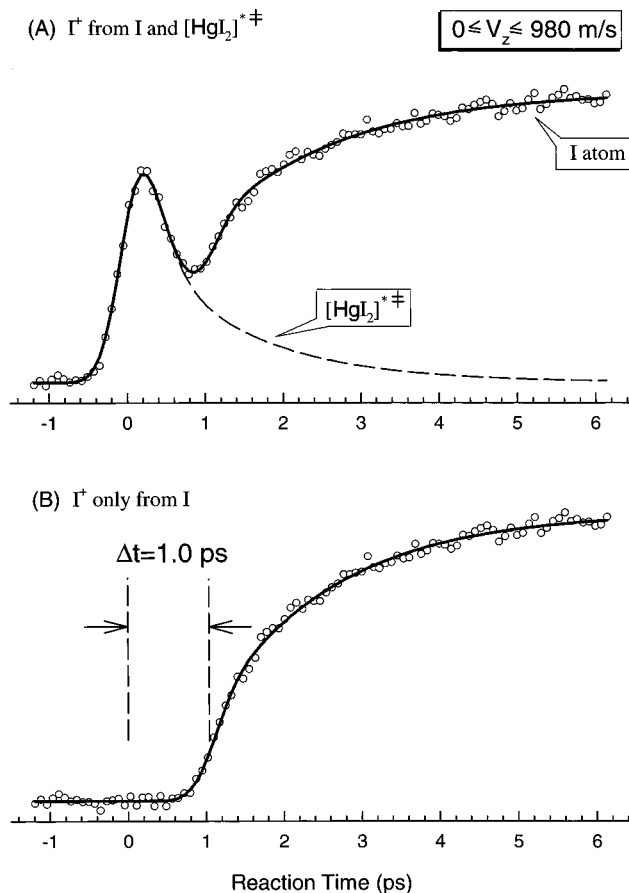 (A) I⁺ from I and [HgI₂]*‡
0 ≤ V_z ≤ 980 m/s
I atom
[HgI₂]*‡
-1 0 1 2 3 4 5 6
(B) I⁺ only from I
Δt=1.0 ps
-1 0 1 2 3 4 5 6
Reaction Time (ps)